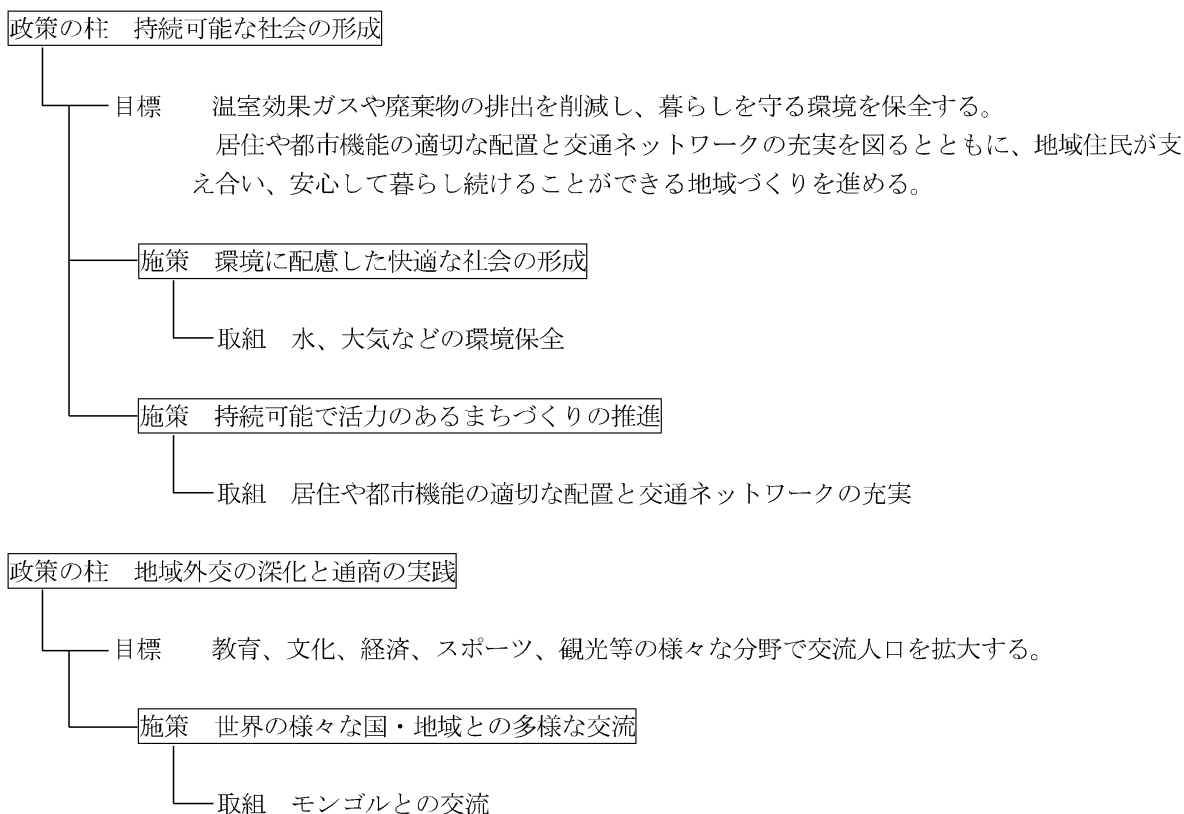 政策の柱　持続可能な社会の形成
目標　　温室効果ガスや廃棄物の排出を削減し、暮らしを守る環境を保全する。
居住や都市機能の適切な配置と交通ネットワークの充実を図るとともに、地域住民が支
え合い、安心して暮らし続けることができる地域づくりを進める。
施策　環境に配慮した快適な社会の形成
取組　水、大気などの環境保全
施策　持続可能で活力のあるまちづくりの推進
取組　居住や都市機能の適切な配置と交通ネットワークの充実
政策の柱　地域外交の深化と通商の実践
目標　　教育、文化、経済、スポーツ、観光等の様々な分野で交流人口を拡大する。
施策　世界の様々な国・地域との多様な交流
取組　モンゴルとの交流